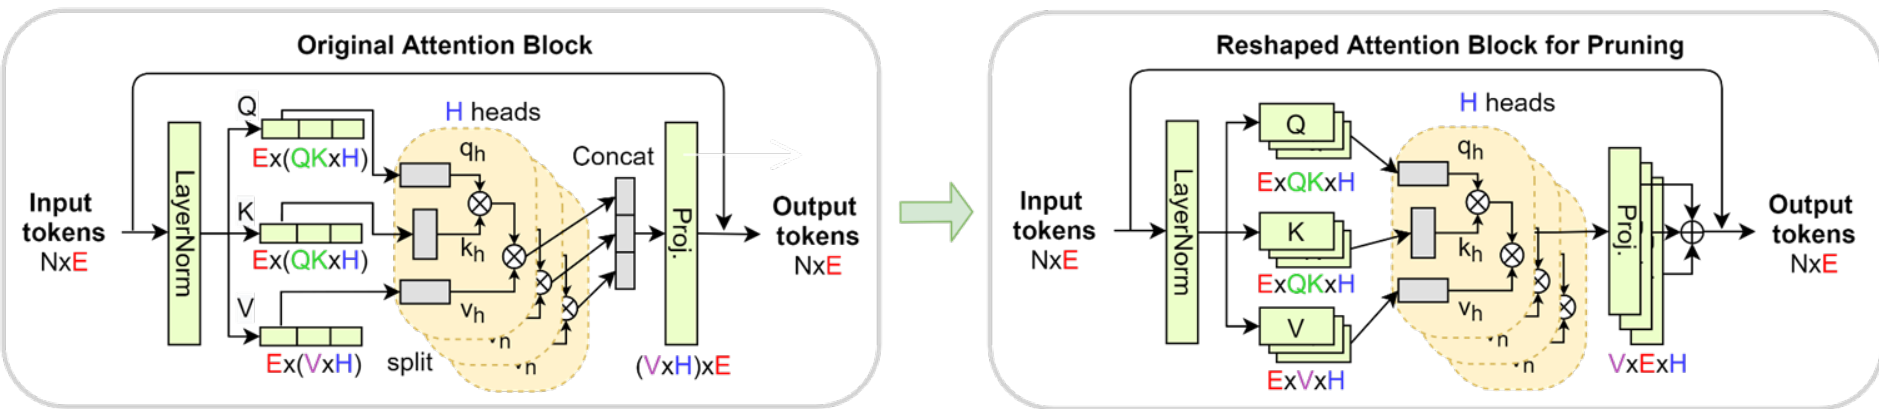 Original Attention Block
H heads
Q
Ex(QKxH)
K
Ex(QKxH)
V
Ex(VxH)
split
Input
tokens
NxE
LayerNorm
qh
kh
vh
n
n
Concat
Proj.
(VxH)xE
Output
tokens
NxE
Reshaped Attention Block for Pruning
H heads
Input
tokens
NxE
LayerNorm
Q
ExQKxH
K
ExQKxH
V
ExVxH
qh
kh
vh
n
n
Proj.
VxExH
Output
tokens
NxE